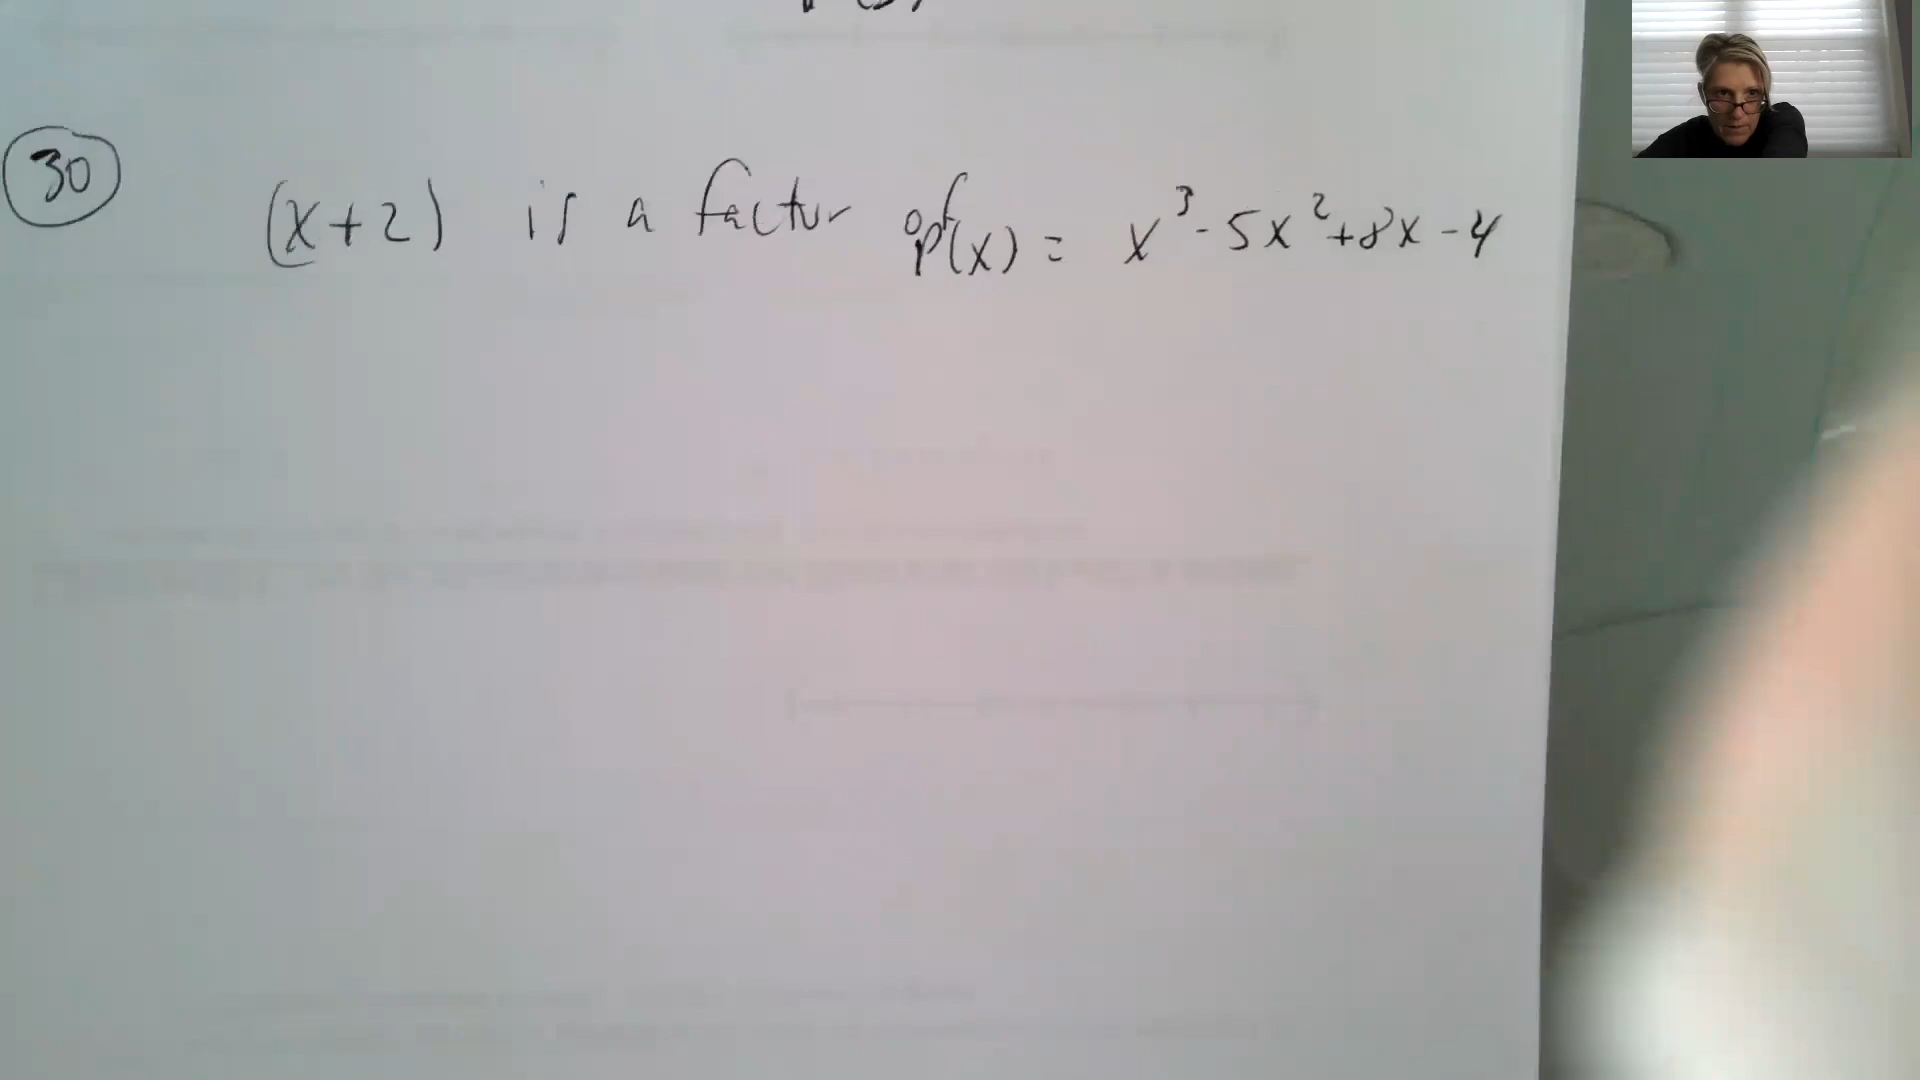 30
(x+2) is a factor of p(x) = x³-5x²+8x-4